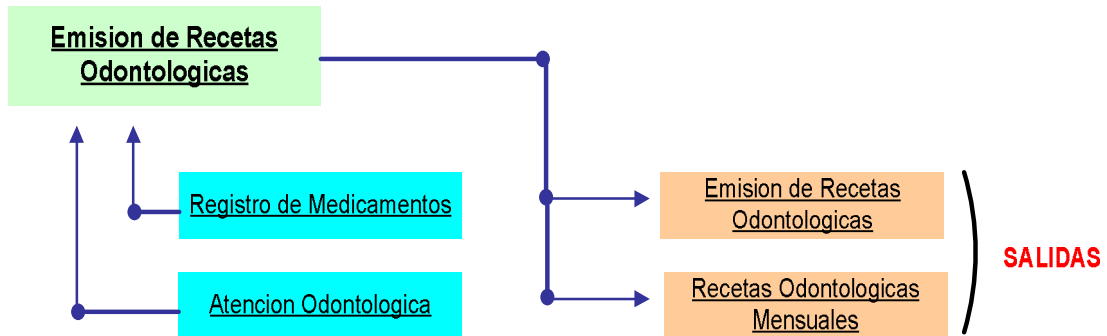 Emision de Recetas
Odontologicas
Registro de Medicamentos
Atencion Odontologica
Emision de Recetas
Odontologicas
Recetas Odontologicas
Mensuales
SALIDAS